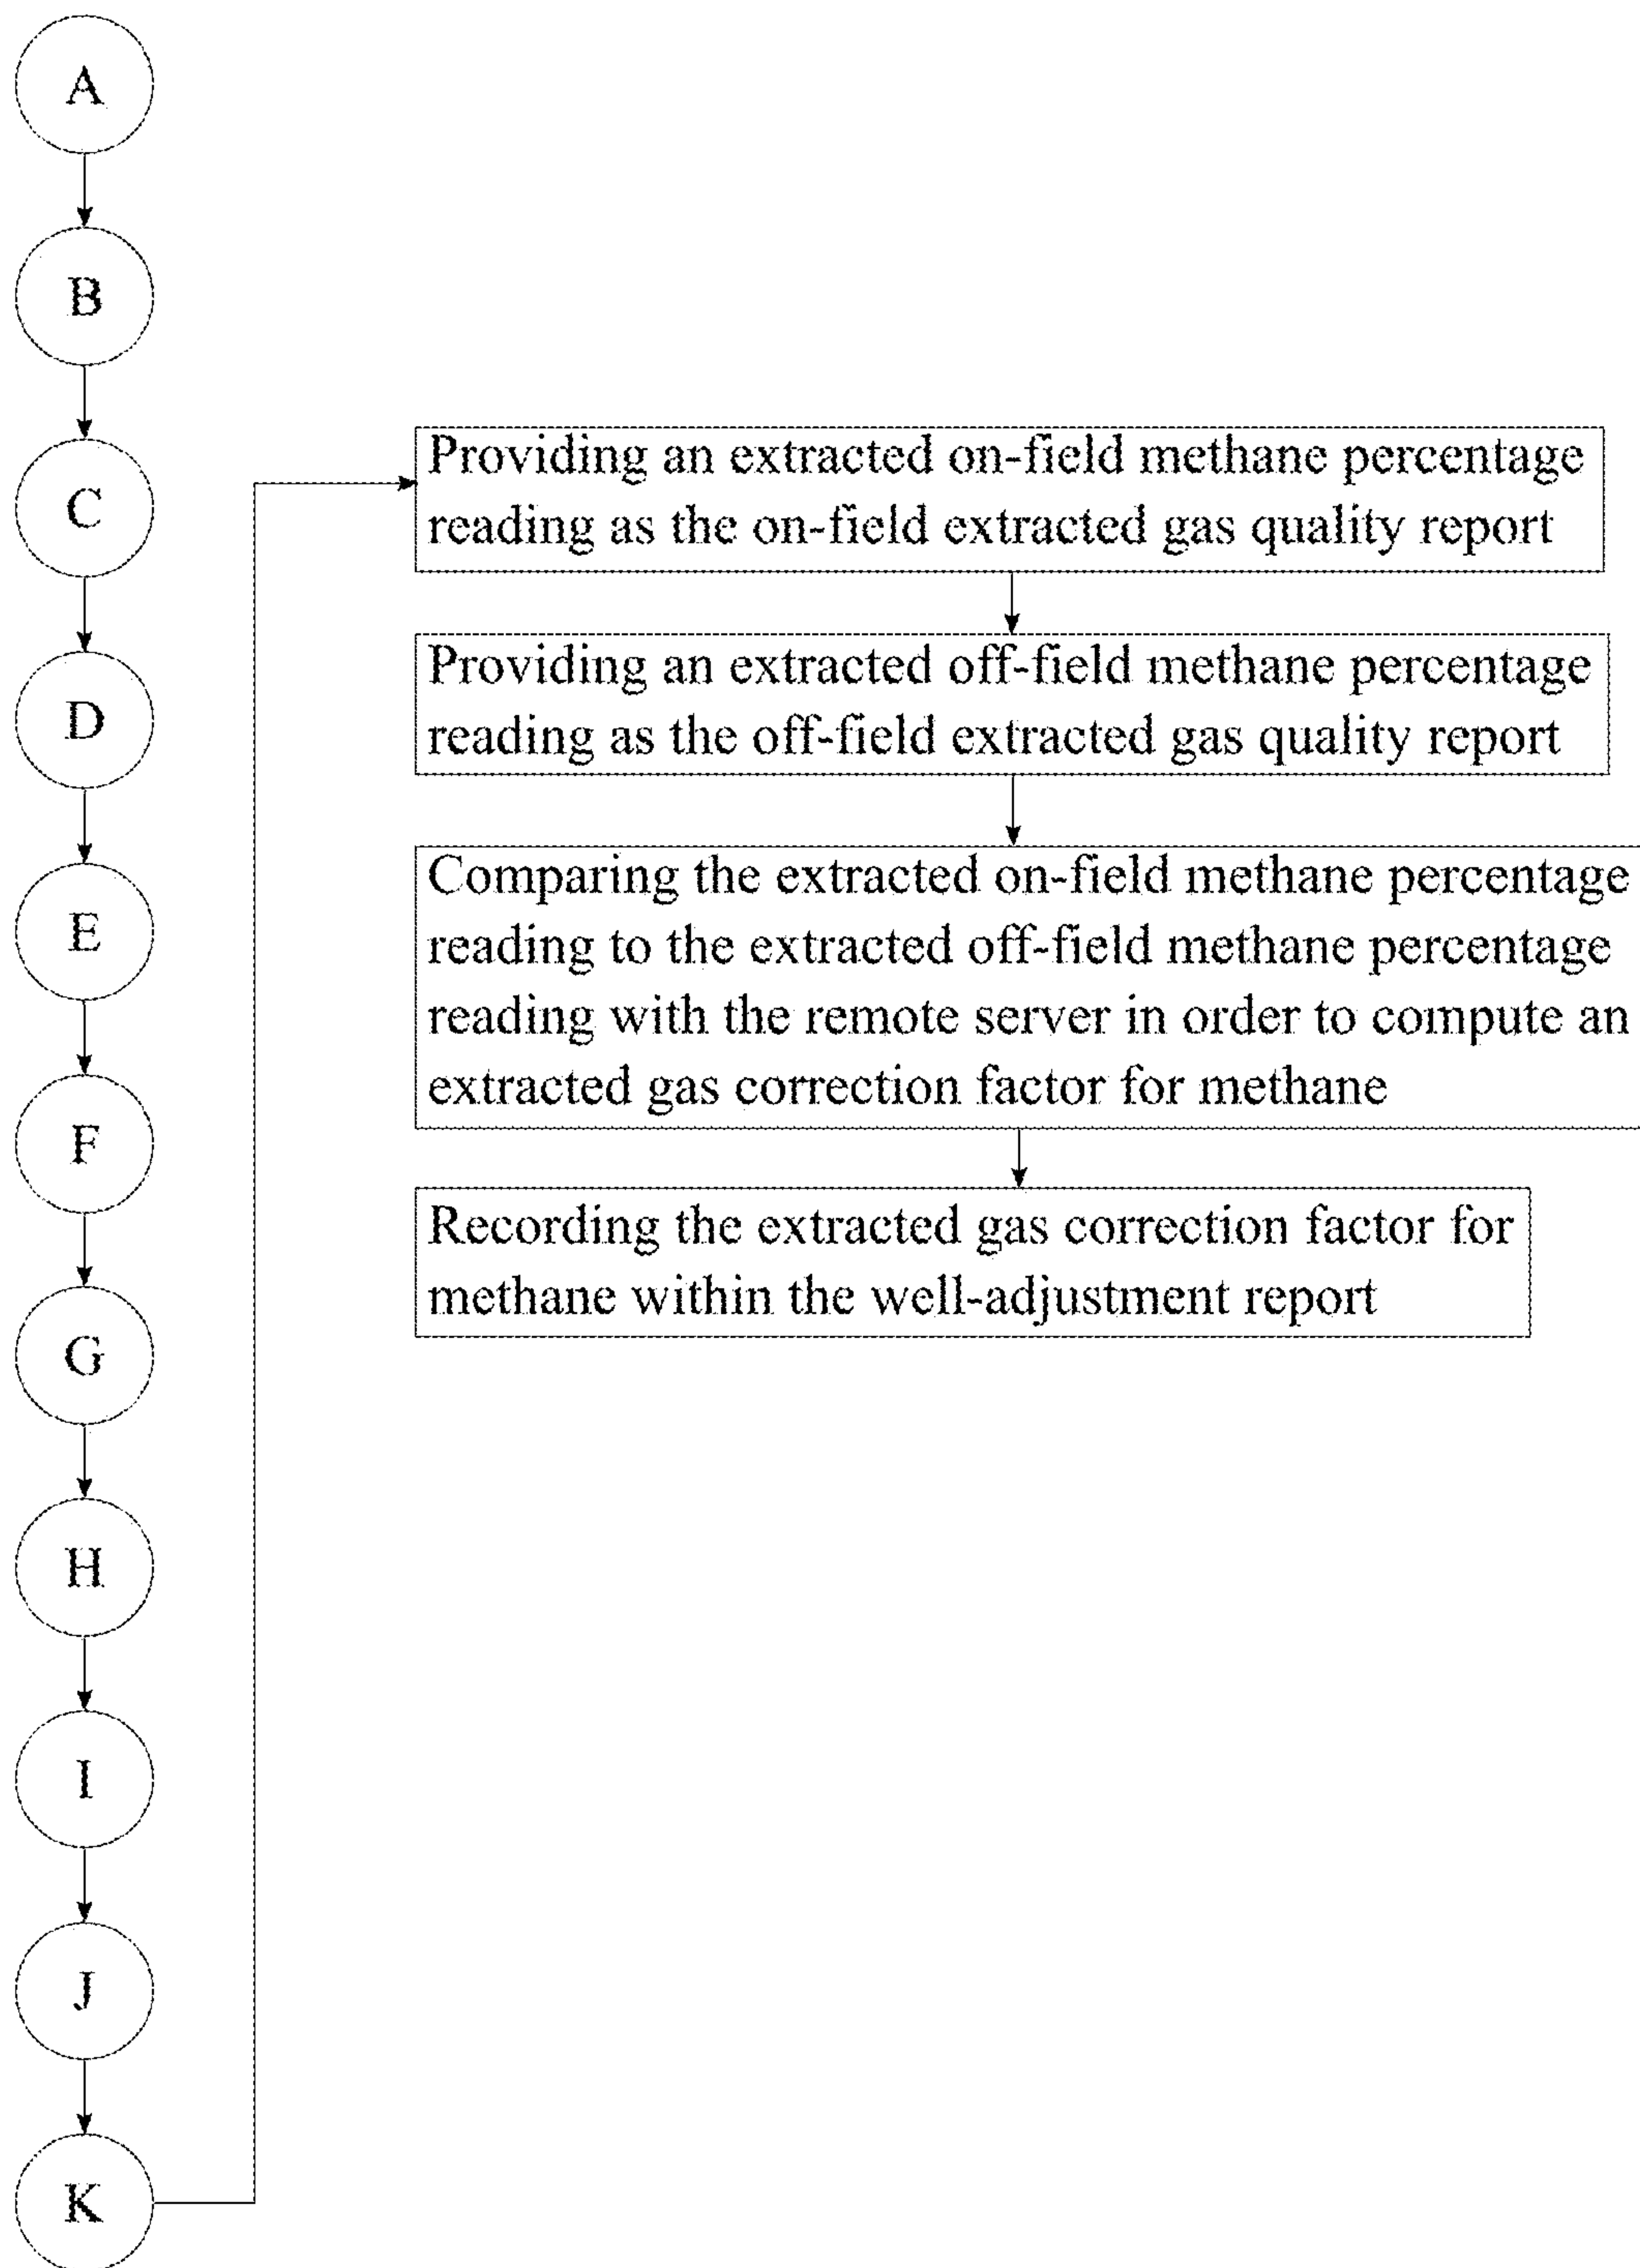 A
B
C
D
E
F
G
H
I
J
K
Providing an extracted on-field methane percentage
reading as the on-field extracted gas quality report
Providing an extracted off-field methane percentage
reading as the off-field extracted gas quality report
Comparing the extracted on-field methane percentage
reading to the extracted off-field methane percentage
reading with the remote server in order to compute an
extracted gas correction factor for methane
Recording the extracted gas correction factor for
methane within the well-adjustment report